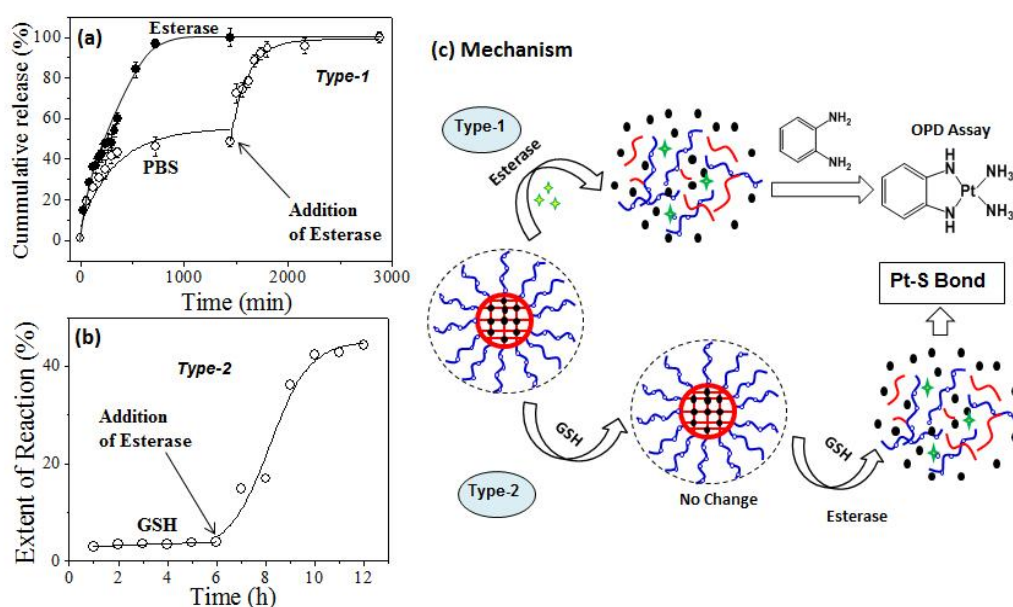 (a)
Esterase
Type-1
PBS
Addition
of Esterase
Cummulative release (%)
100
80
60
40
20
0
0 1000 2000 3000
Time (min)
(b)
Type-2
Addition
of Esterase
GSH
Extent of Reaction (%)
40
20
0
0 2 4 6 8 10 12
Time (h)
(c) Mechanism
Type-1
Esterase
NH2
NH2
OPD Assay
H
N
NH3
Pt
N
NH3
H
Pt-S Bond
GSH
Type-2
No Change
GSH
Esterase